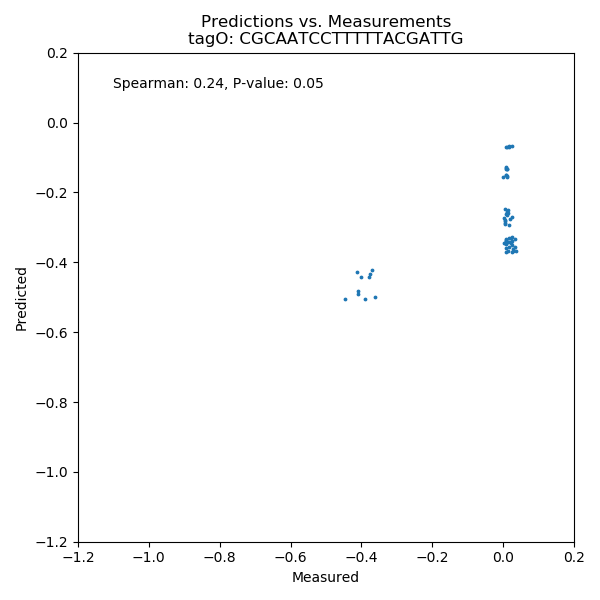 Predictions vs. Measurements
tagO: CGCAATCCTTTTTACGATTG
0.2
Spearman: 0.24, P-value: 0.05
0.0
−0.2
−0.4
Predicted
−0.6
−0.8
−1.0
−1.2
−1.2 −1.0 −0.8 −0.6 −0.4 −0.2 0.0 0.2
Measured